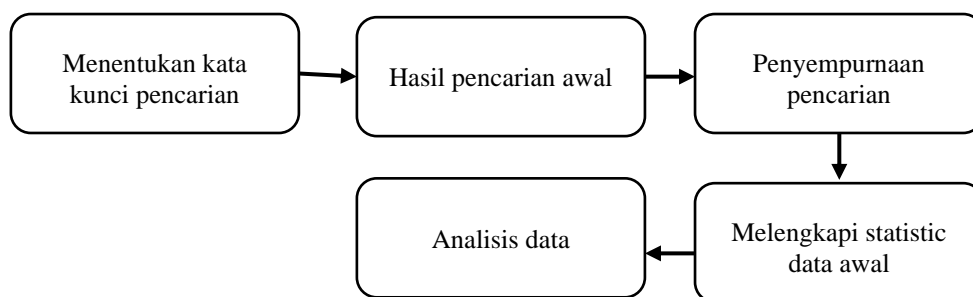 Menentukan kata
kunci pencarian
Hasil pencarian awal
Penyempurnaan
pencarian
Melengkapi statistic
data awal
Analisis data